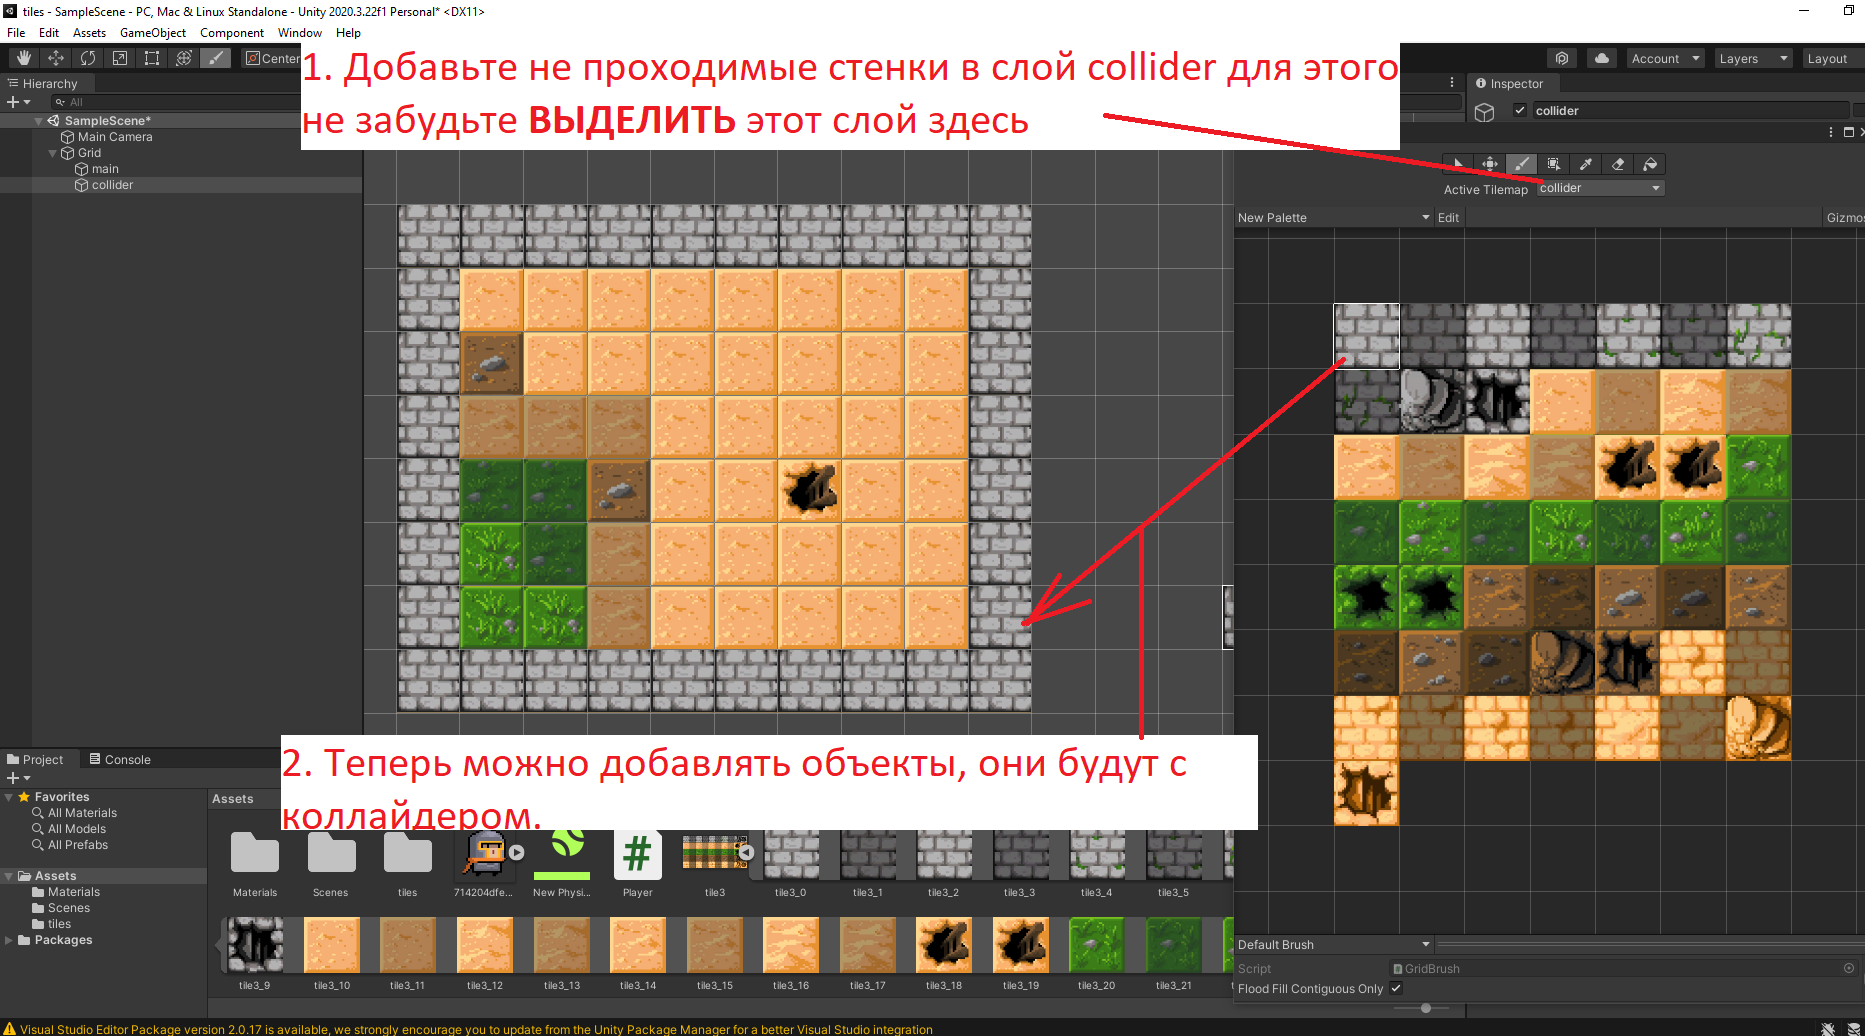 tiles - SampleScene - PC, Mac & Linux Standalone - Unity 2020.3.22f1 Personal* <DX11>
File Edit Assets GameObject Component Window Help
Center
Account Layers Layout
1. Добавьте не проходимые стенки в слой collider для этого
не забудьте ВЫДЕЛИТЬ этот слой здесь
Hierarchy
All
SampleScene*
Main Camera
Grid
main
collider
Inspector
collider
Active Tilemap collider
New Palette Edit Gizmos
2. Теперь можно добавлять объекты, они будут с
коллайдером.
Project Console
Favorites
All Materials
All Models
All Prefabs
Assets
Materials
Scenes
tiles
Packages
Assets
Materials Scenes tiles 714204dfe... New Physi... Player tile3 tile3_0 tile3_1 tile3_2 tile3_3 tile3_4 tile3_5
tile3_9 tile3_10 tile3_11 tile3_12 tile3_13 tile3_14 tile3_15 tile3_16 tile3_17 tile3_18 tile3_19 tile3_20 tile3_21
Default Brush
Script GridBrush
Flood Fill Contiguous Only
Visual Studio Editor Package version 2.0.17 is available, we strongly encourage you to update from the Unity Package Manager for a better Visual Studio integration